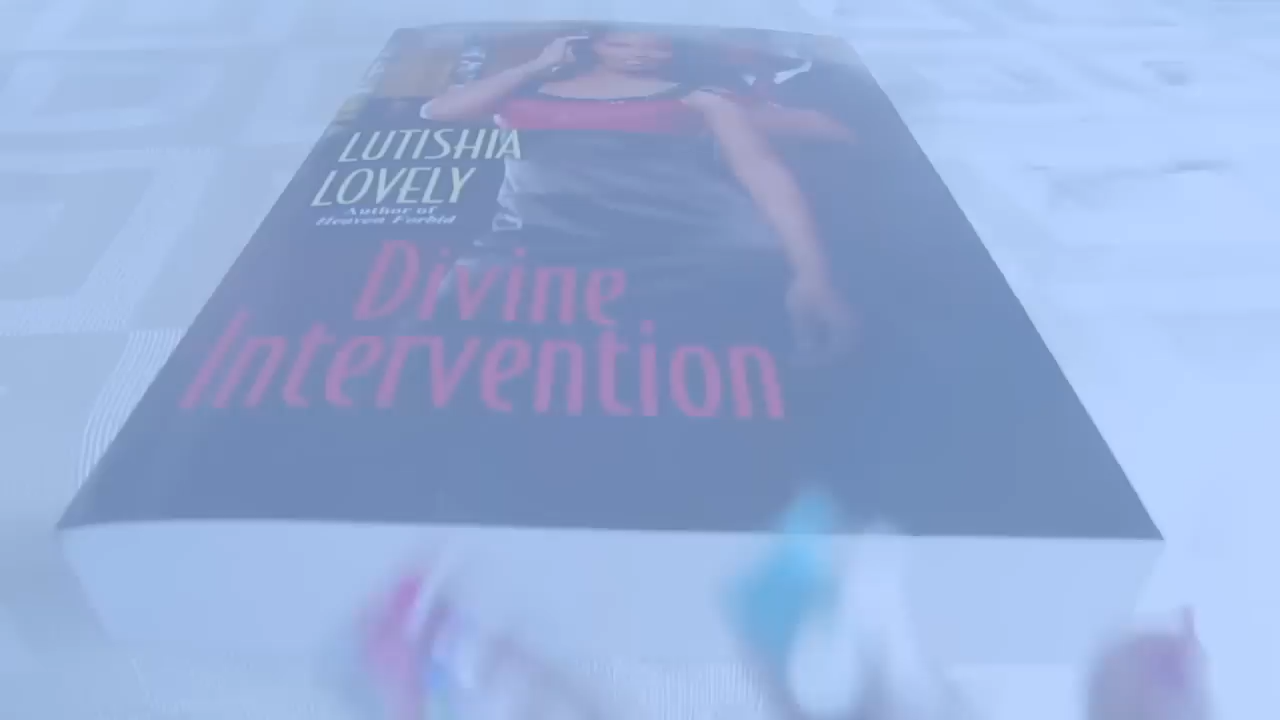 LUTISHIA
LOVELY
Author of
Heaven Forbid
Divine
Intervention